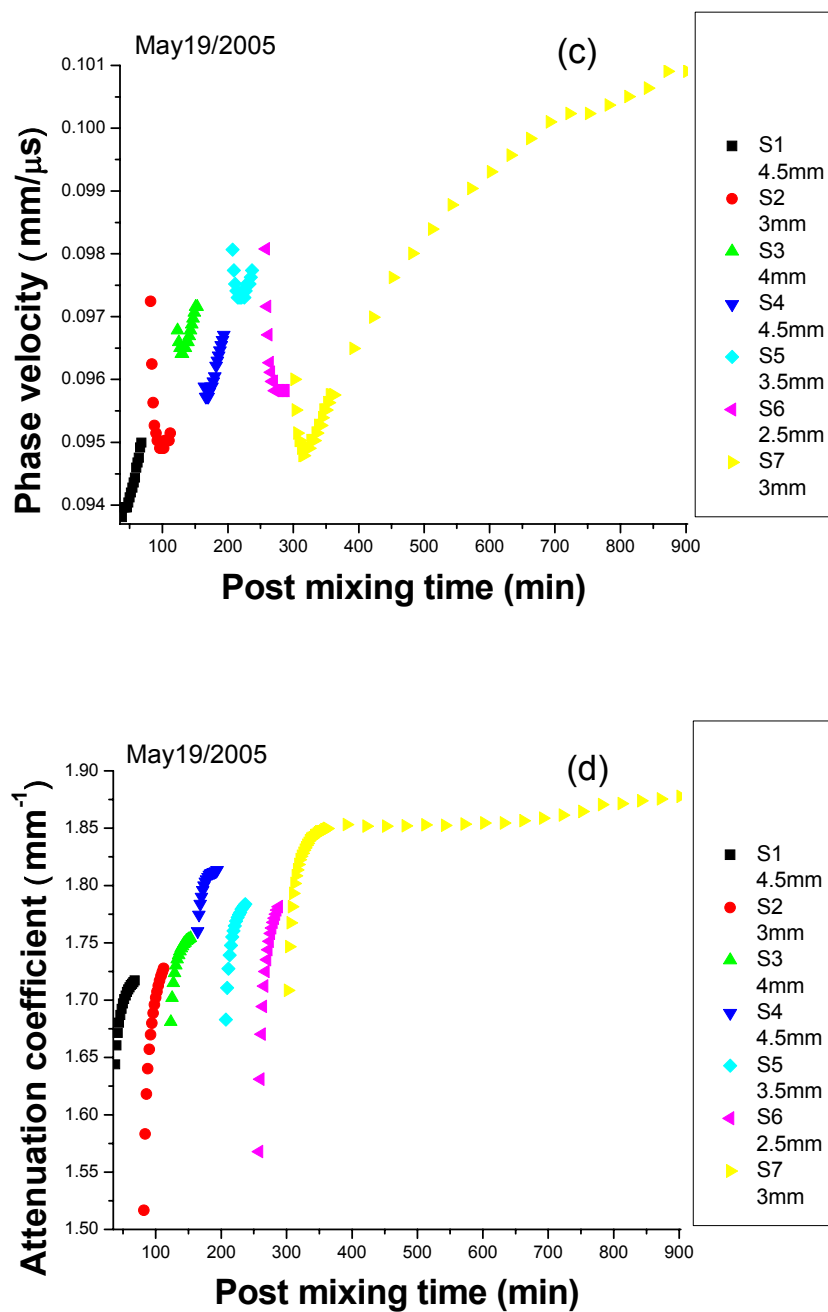 May19/2005
(c)
0.101
0.100
0.099
0.098
0.097
0.096
0.095
0.094
Phase velocity (mm/μs)
100 200 300 400 500 600 700 800 900
Post mixing time (min)
S1
4.5mm
S2
3mm
S3
4mm
S4
4.5mm
S5
3.5mm
S6
2.5mm
S7
3mm
May19/2005
(d)
1.90
1.85
1.80
1.75
1.70
1.65
1.60
1.55
1.50
Attenuation coefficient (mm⁻¹)
100 200 300 400 500 600 700 800 900
Post mixing time (min)
S1
4.5mm
S2
3mm
S3
4mm
S4
4.5mm
S5
3.5mm
S6
2.5mm
S7
3mm